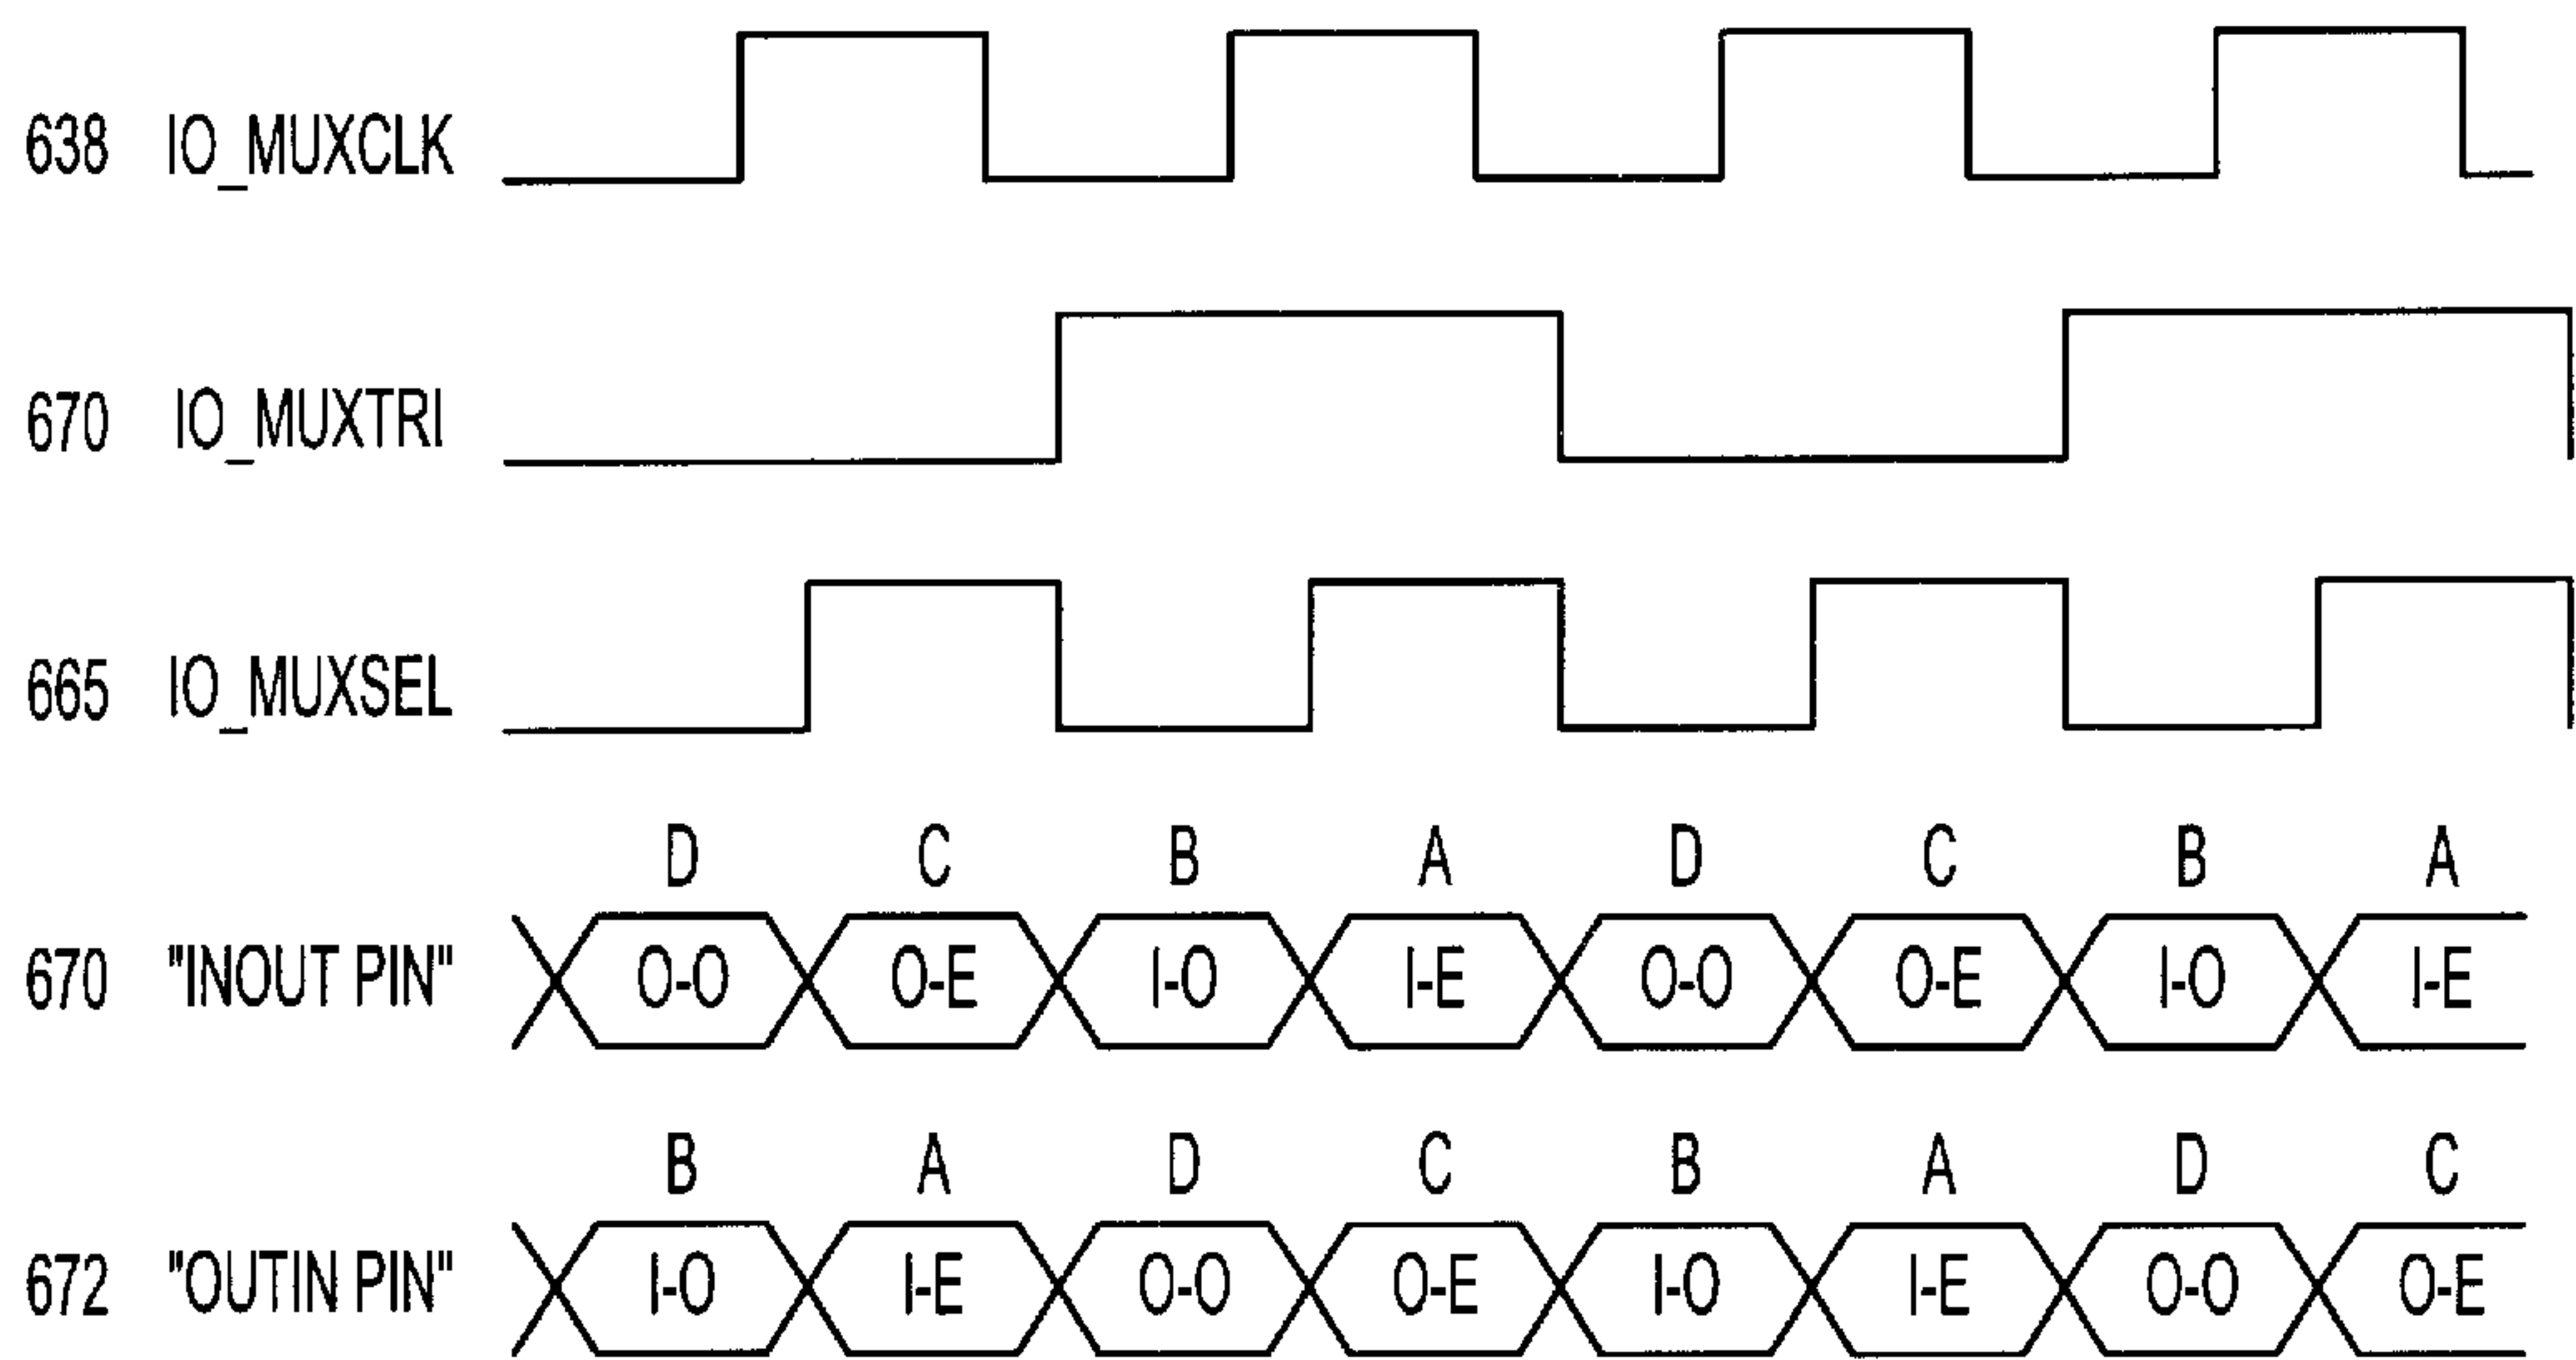 638 IO_MUXCLK
670 IO_MUXTRI
665 IO_MUXSEL
D C B A D C B A
670 "INOUT PIN" O-O O-E I-O I-E O-O O-E I-O I-E
B A D C B A D C
672 "OUTIN PIN" I-O I-E O-O O-E I-O I-E O-O O-E